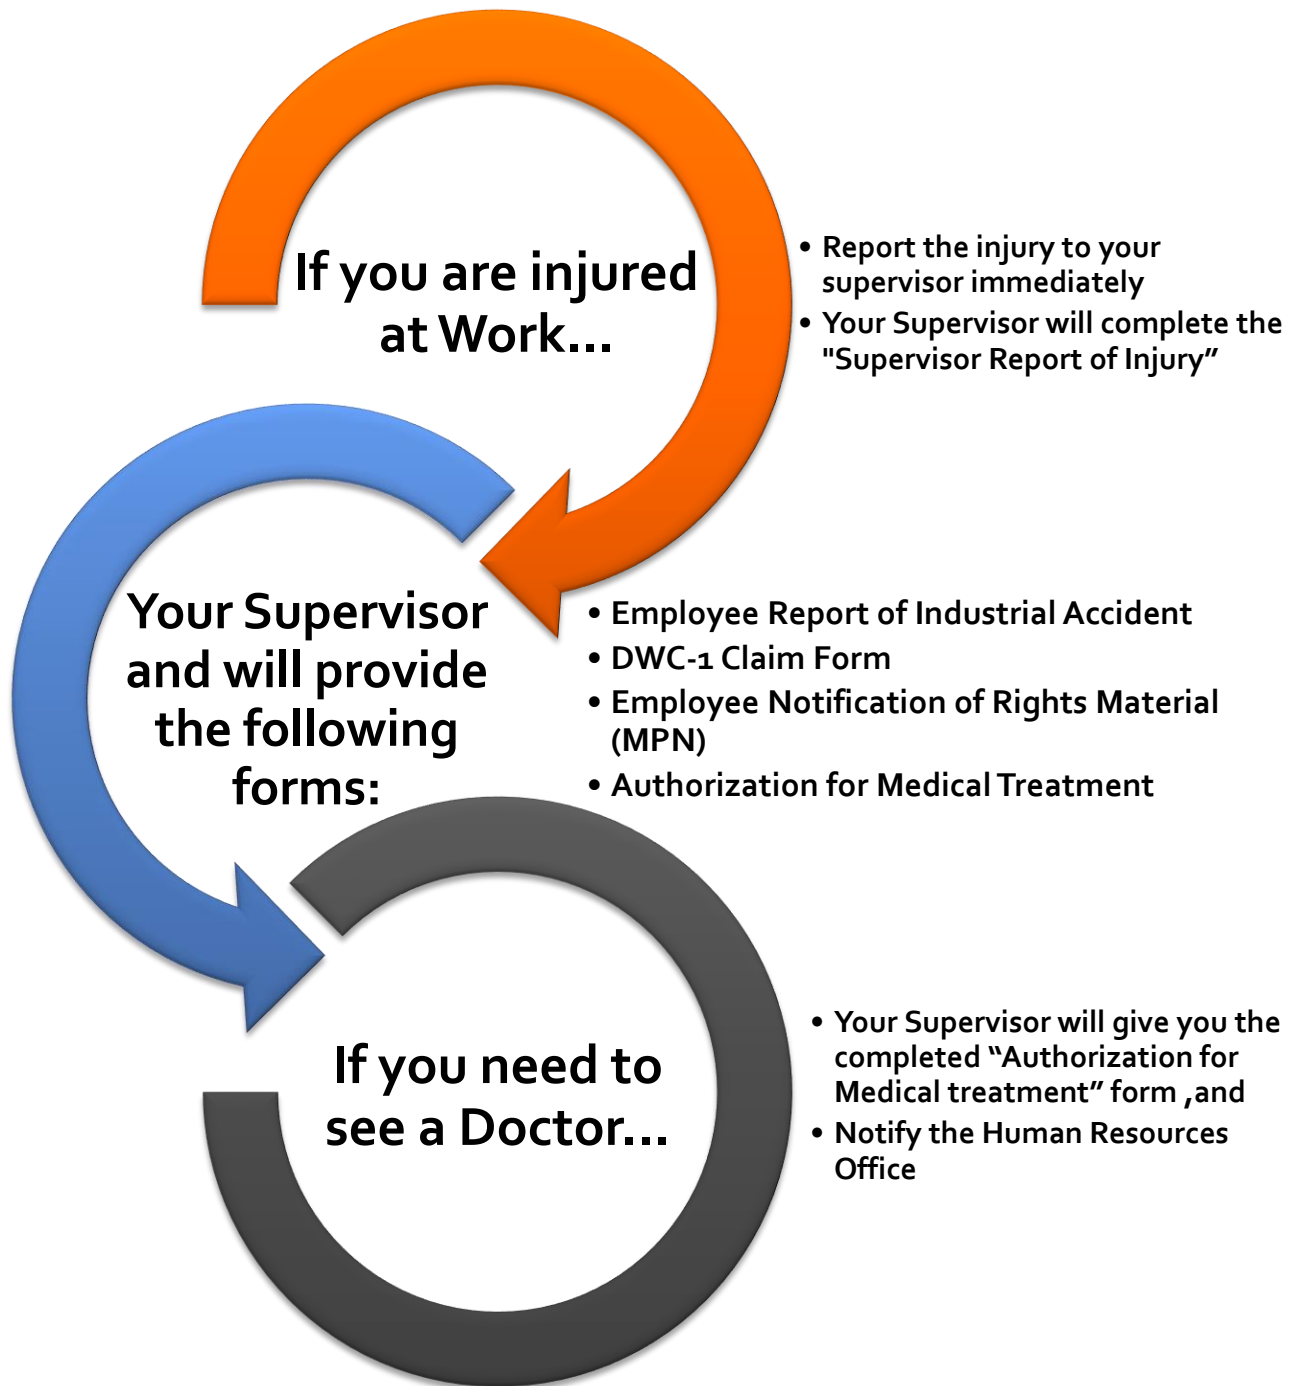 If you are injured
at Work...
• Report the injury to your
supervisor immediately
• Your Supervisor will complete the
"Supervisor Report of Injury”
Your Supervisor
and will provide
the following
forms:
• Employee Report of Industrial Accident
• DWC-1 Claim Form
• Employee Notification of Rights Material
(MPN)
• Authorization for Medical Treatment
If you need to
see a Doctor...
• Your Supervisor will give you the
completed “Authorization for
Medical treatment” form ,and
• Notify the Human Resources
Office